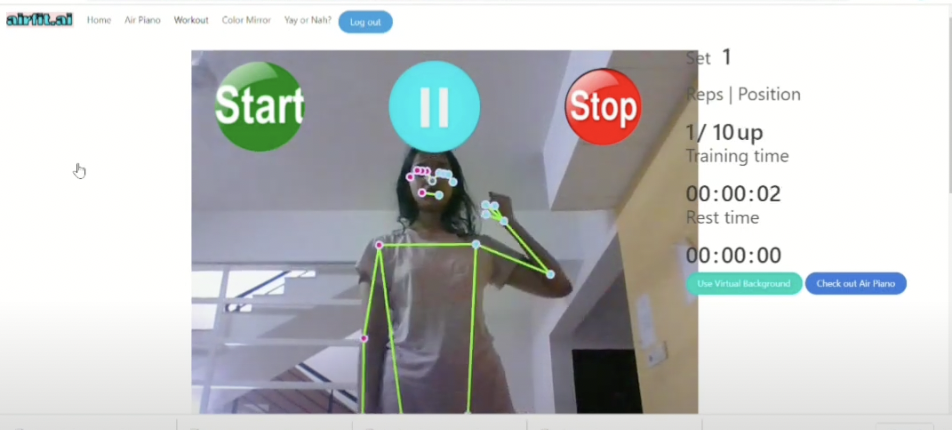 airfit.ai Home Air Piano Workout Color Mirror Yay or Nah? Log out
Start Stop
Set 1
Reps | Position
1/ 10 up
Training time
00:00:02
Rest time
00:00:00
Use Virtual Background Check out Air Piano